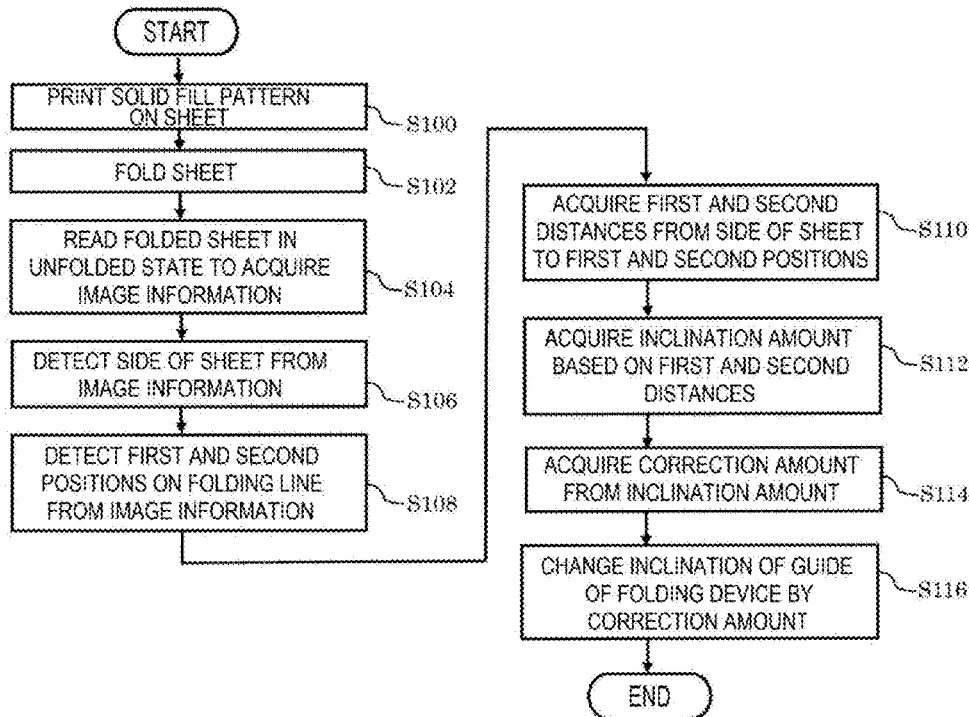 START
PRINT SOLID FILL PATTERN
ON SHEET
S100
FOLD SHEET
S102
READ FOLDED SHEET IN
UNFOLDED STATE TO ACQUIRE
IMAGE INFORMATION
S104
DETECT SIDE OF SHEET FROM
IMAGE INFORMATION
S106
DETECT FIRST AND SECOND
POSITIONS ON FOLDING LINE
FROM IMAGE INFORMATION
S108
ACQUIRE FIRST AND SECOND
DISTANCES FROM SIDE OF SHEET
TO FIRST AND SECOND POSITIONS
S110
ACQUIRE INCLINATION AMOUNT
BASED ON FIRST AND SECOND
DISTANCES
S112
ACQUIRE CORRECTION AMOUNT
FROM INCLINATION AMOUNT
S114
CHANGE INCLINATION OF GUIDE
OF FOLDING DEVICE BY
CORRECTION AMOUNT
S116
END